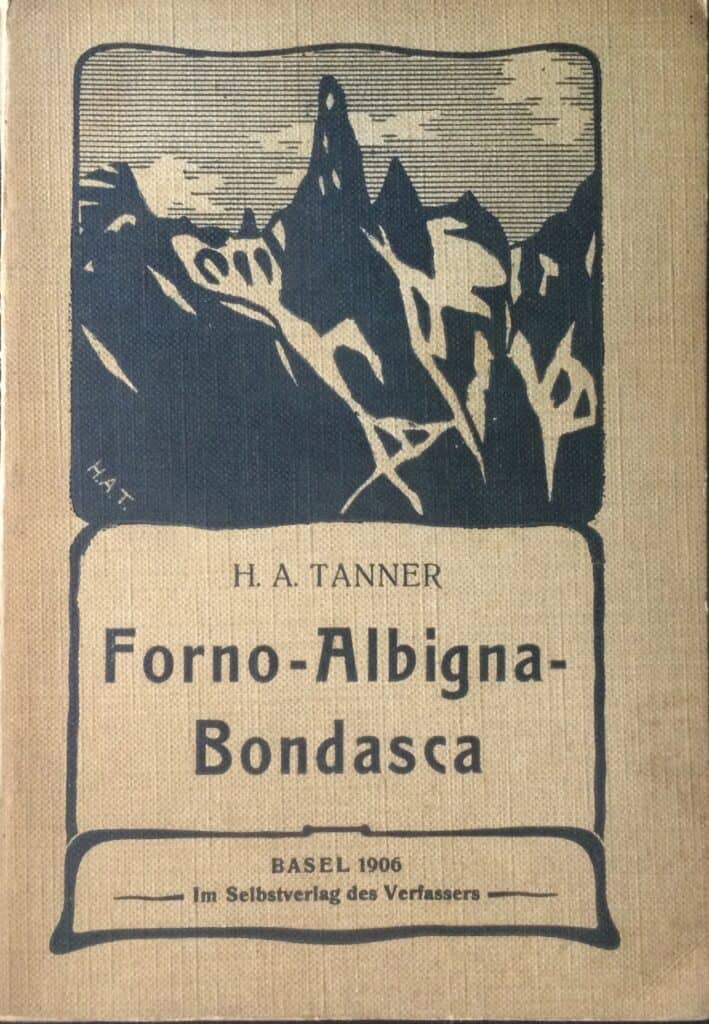 H.A.T.
H. A. TANNER
Forno-Albigna-
Bondasca
BASEL 1906
Im Selbstverlag des Verfassers